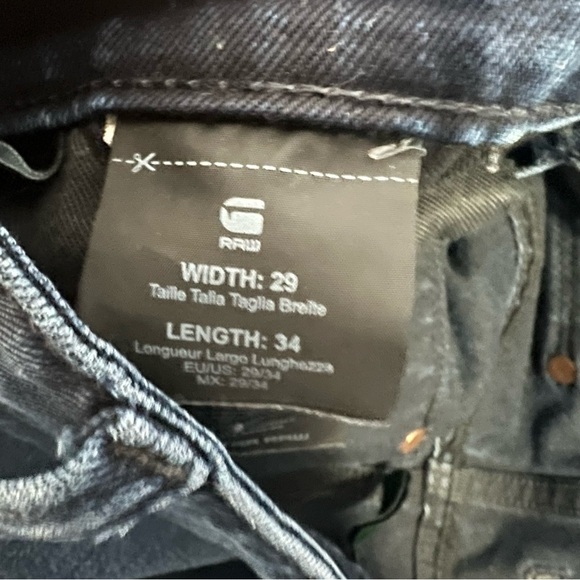 G
RAW
WIDTH: 29
Taille Talla Taglia Breite
LENGTH: 34
Longueur Largo Lunghezza
EU/US: 29/34
MX: 29/34